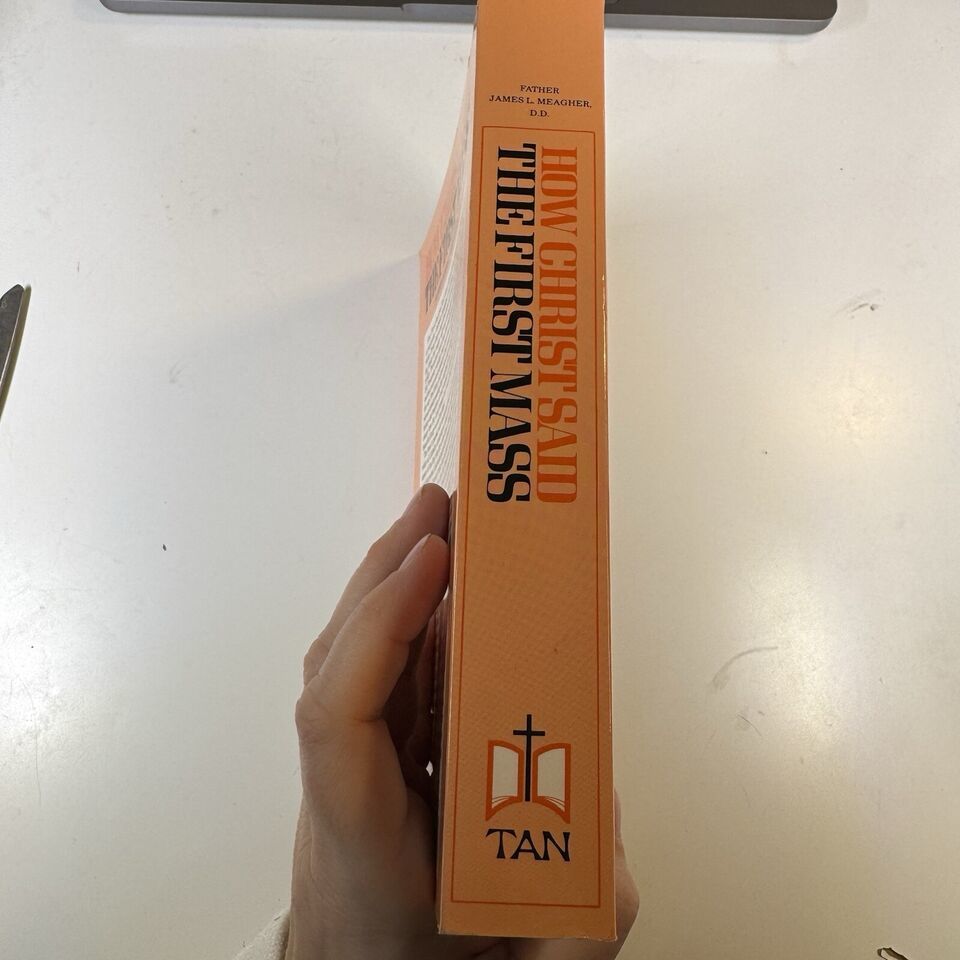 FATHER
JAMES L. MEAGHER,
D.D.
HOW CHRIST SAID
THE FIRST MASS
TAN